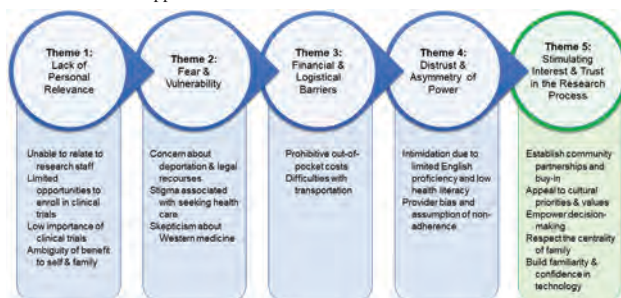 Theme 1:
Lack of
Personal
Relevance
Unable to relate to
research staff
Limited
opportunities to
enroll in clinical
trials
Low importance of
clinical trials
Ambiguity of benefit
to self & family
Theme 2:
Fear &
Vulnerability
Concern about
deportation & legal
recourses
Stigma associated
with seeking health
care
Skepticism about
Western medicine
Theme 3:
Financial &
Logistical
Barriers
Prohibitive out-of-
pocket costs
Difficulties with
transportation
Theme 4:
Distrust &
Asymmetry of
Power
Intimidation due to
limited English
proficiency and low
health literacy
Provider bias and
assumption of non-
adherence
Theme 5:
Stimulating
Interest & Trust
in the Research
Process
Establish community
partnerships and
buy-in
Appeal to cultural
priorities & values
Empower decision-
making
Respect the centrality
of family
Build familiarity &
confidence in
technology